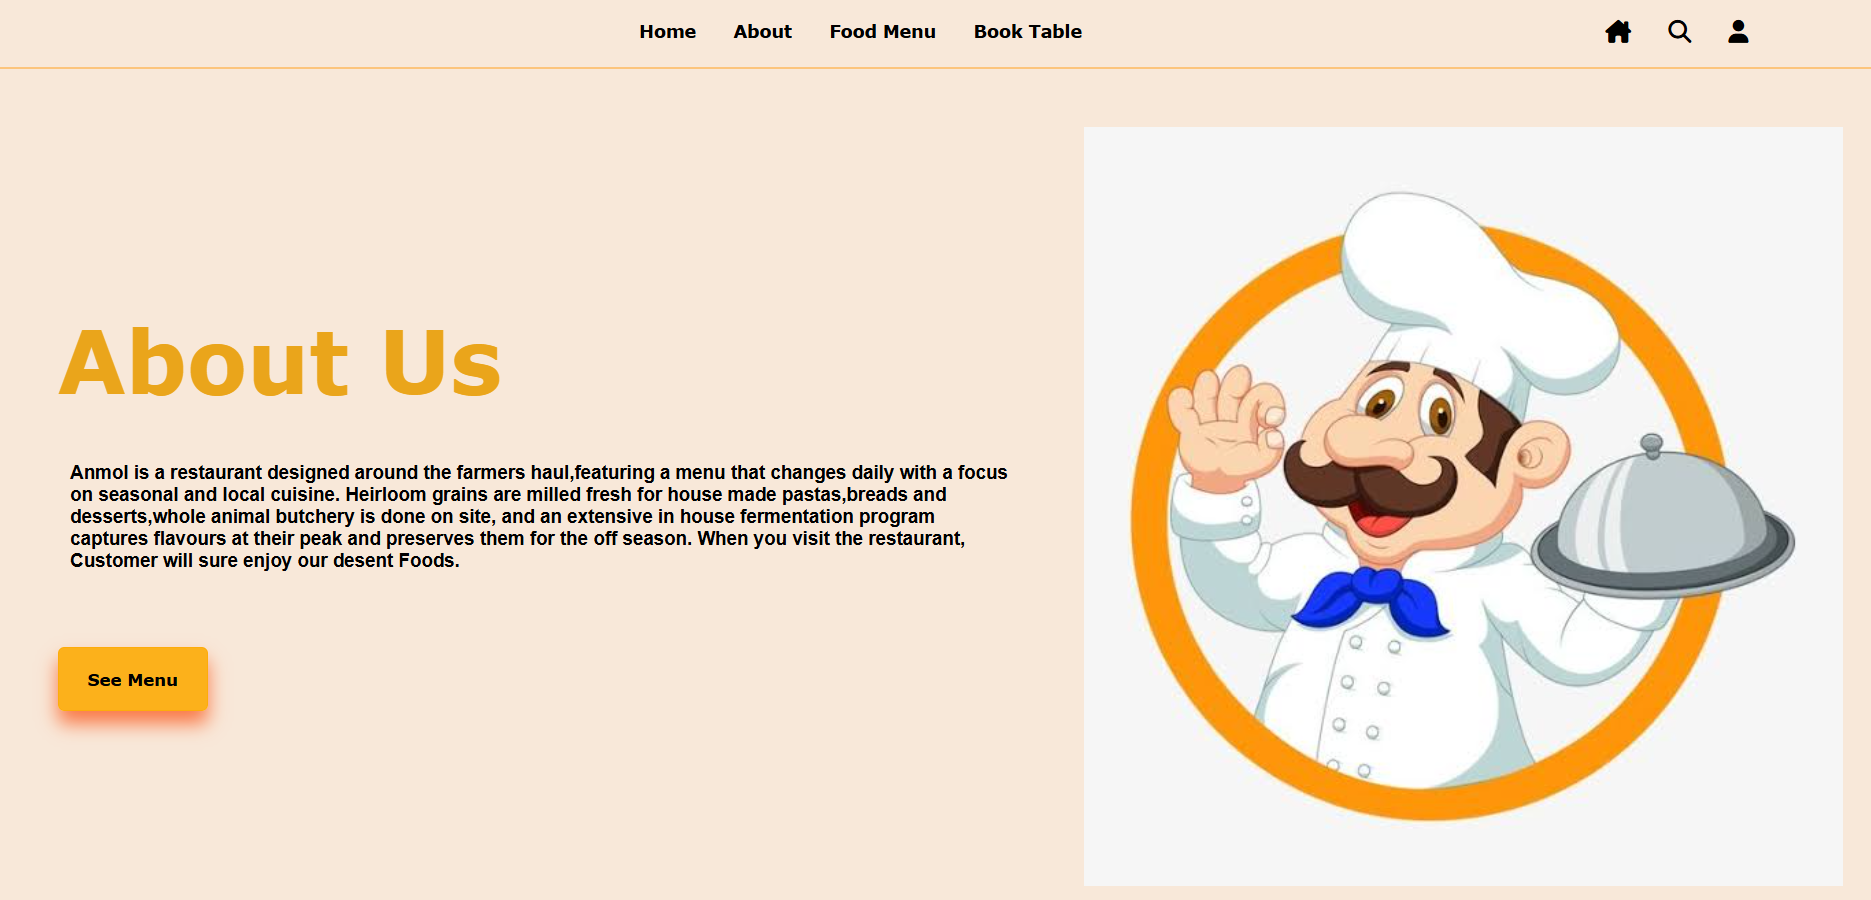 Home About Food Menu Book Table
About Us
Anmol is a restaurant designed around the farmers haul,featuring a menu that changes daily with a focus
on seasonal and local cuisine. Heirloom grains are milled fresh for house made pastas,breads and
desserts,whole animal butchery is done on site, and an extensive in house fermentation program
captures flavours at their peak and preserves them for the off season. When you visit the restaurant,
Customer will sure enjoy our desent Foods.
See Menu